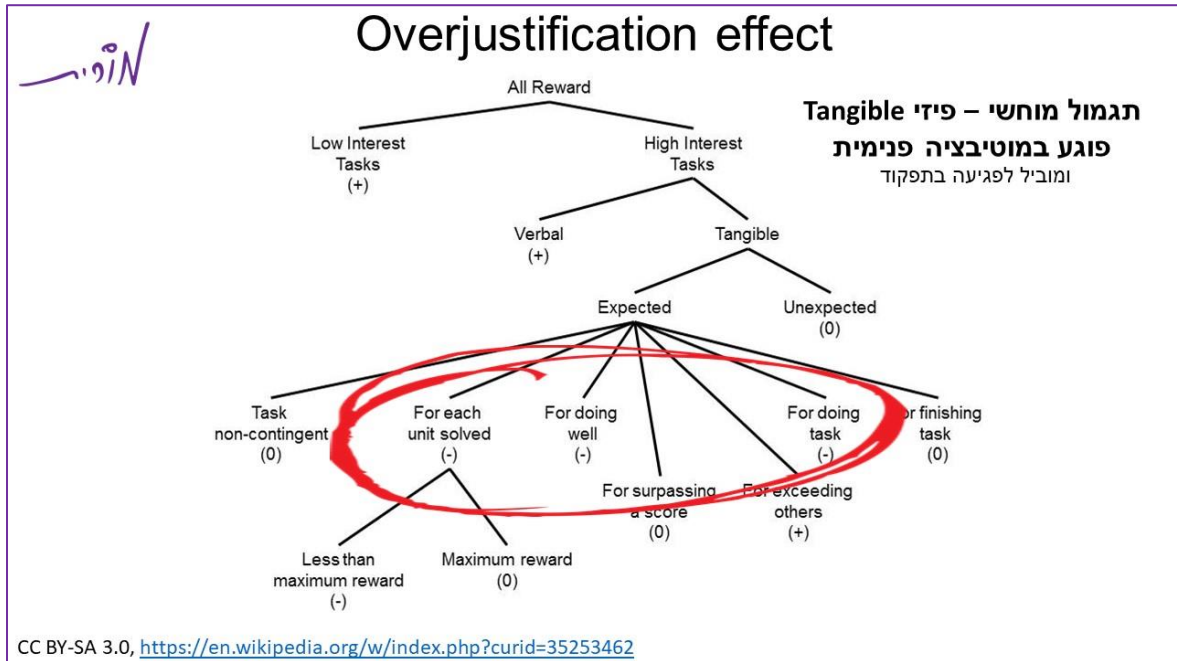 Overjustification effect
מופית
תגמול מוחשי – פיזי Tangible
פוגע במוטיבציה פנימית
ומוביל לפגיעה בתפקוד
All Reward
Low Interest
Tasks
(+)
High Interest
Tasks
Verbal
(+)
Tangible
Expected
Unexpected
(0)
Task
non-contingent
(0)
For each
unit solved
(-)
For doing
well
(-)
For surpassing
a score
(0)
For exceeding
others
(+)
For doing
task
(-)
or finishing
task
(0)
Less than
maximum reward
(-)
Maximum reward
(0)
CC BY-SA 3.0, https://en.wikipedia.org/w/index.php?curid=35253462